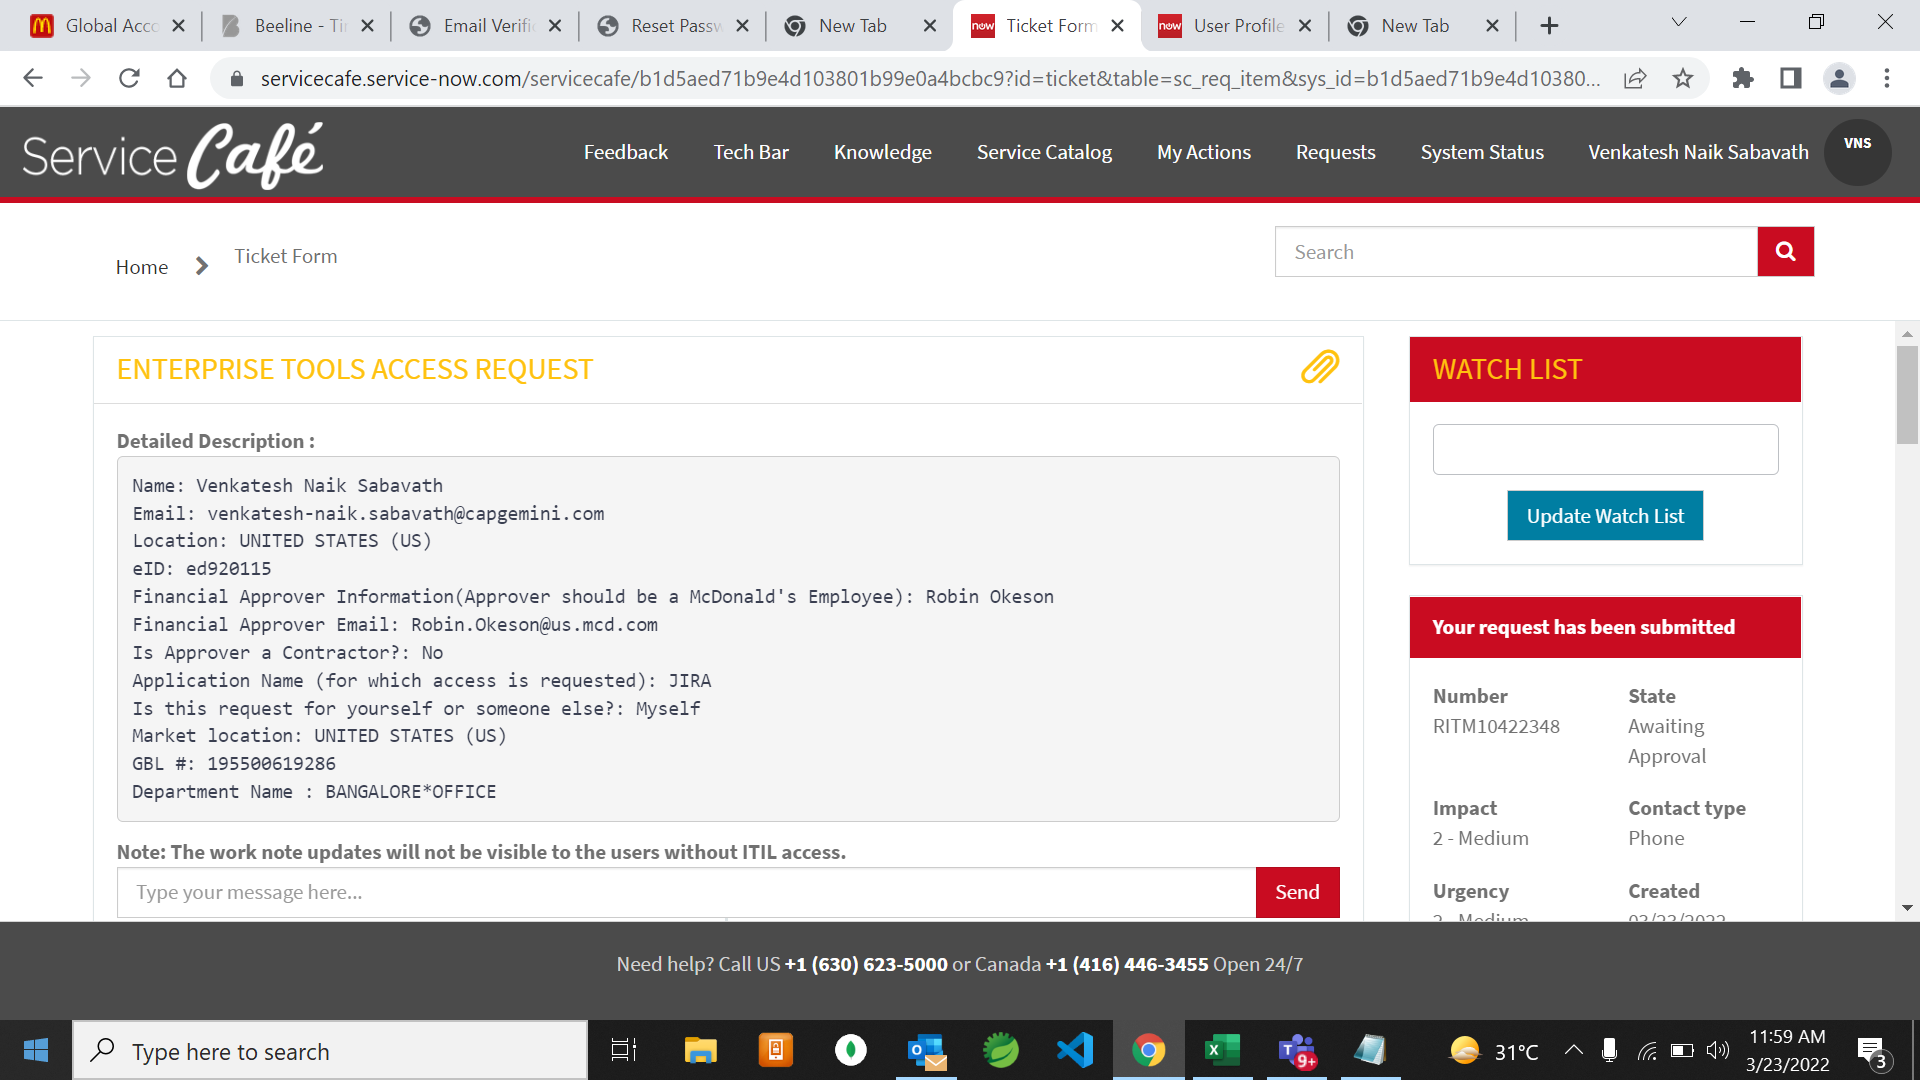 Global Acco
Beeline - Tir
Email Verifi
Reset Passw
New Tab
now
Ticket Form
now
User Profile
New Tab
servicecafe.service-now.com/servicecafe/b1d5aed71b9e4d103801b99e0a4bcbc9?id=ticket&table=sc_req_item&sys_id=b1d5aed71b9e4d10380...
Service Café
Feedback
Tech Bar
Knowledge
Service Catalog
My Actions
Requests
System Status
Venkatesh Naik Sabavath
VNS
Home
Ticket Form
Search
ENTERPRISE TOOLS ACCESS REQUEST
Detailed Description :
Name: Venkatesh Naik Sabavath
Email: venkatesh-naik.sabavath@capgemini.com
Location: UNITED STATES (US)
eID: ed920115
Financial Approver Information(Approver should be a McDonald's Employee): Robin Okeson
Financial Approver Email: Robin.Okeson@us.mcd.com
Is Approver a Contractor?: No
Application Name (for which access is requested): JIRA
Is this request for yourself or someone else?: Myself
Market location: UNITED STATES (US)
GBL #: 195500619286
Department Name : BANGALORE*OFFICE
Note: The work note updates will not be visible to the users without ITIL access.
Type your message here...
Send
WATCH LIST
Update Watch List
Your request has been submitted
Number
RITM10422348
State
Awaiting
Approval
Impact
2 - Medium
Contact type
Phone
Urgency
2 - Medium
Created
03/23/2022
Need help? Call US +1 (630) 623-5000 or Canada +1 (416) 446-3455 Open 24/7
Type here to search
9+
31°C
11:59 AM
3/23/2022
3